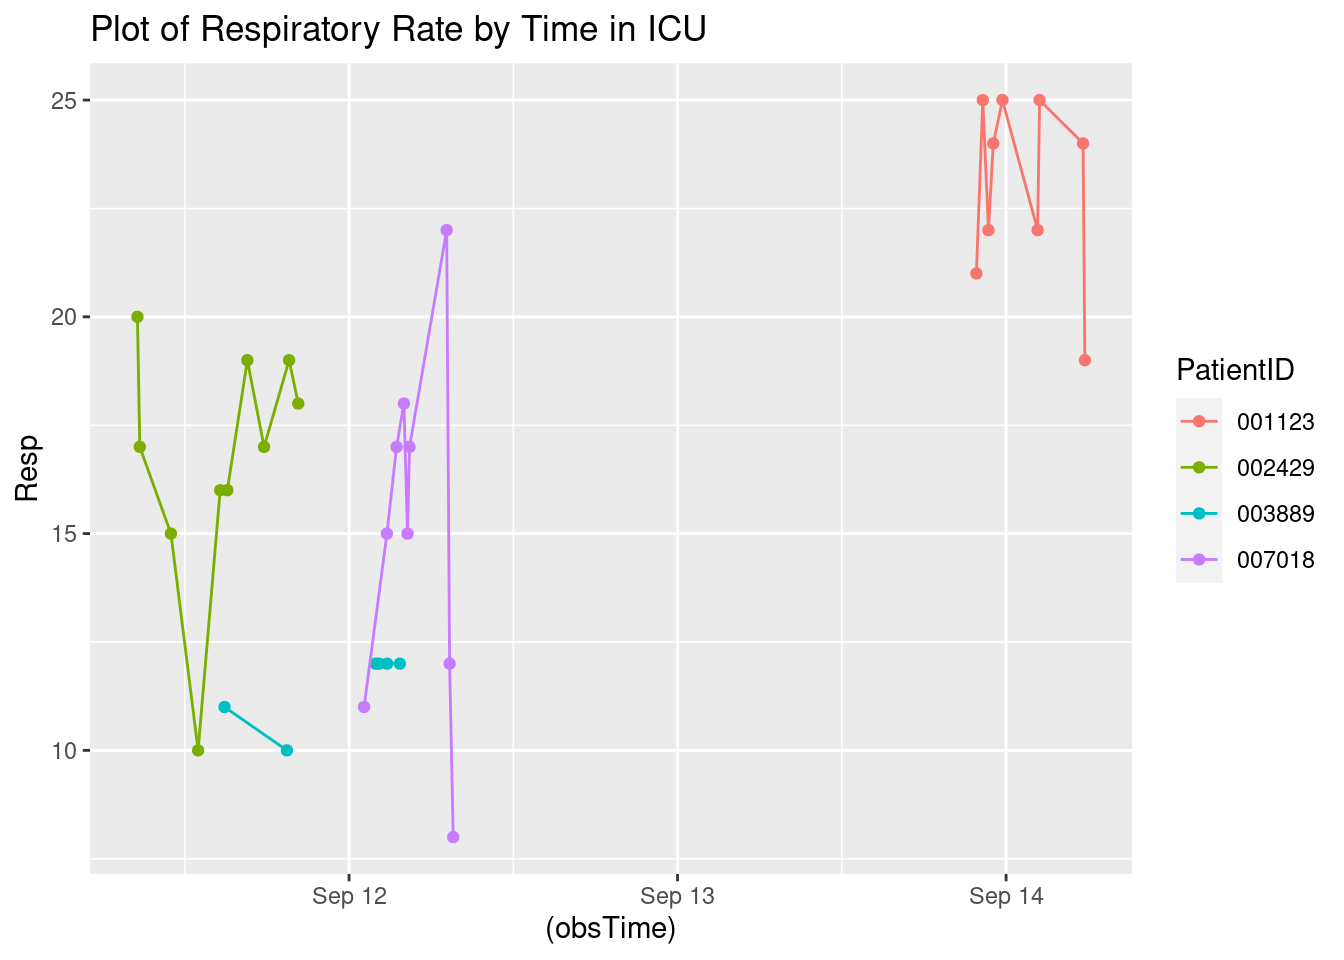 Plot of Respiratory Rate by Time in ICU
25
20
15
10
Resp
Sep 12
Sep 13
Sep 14
(obsTime)
PatientID
001123
002429
003889
007018